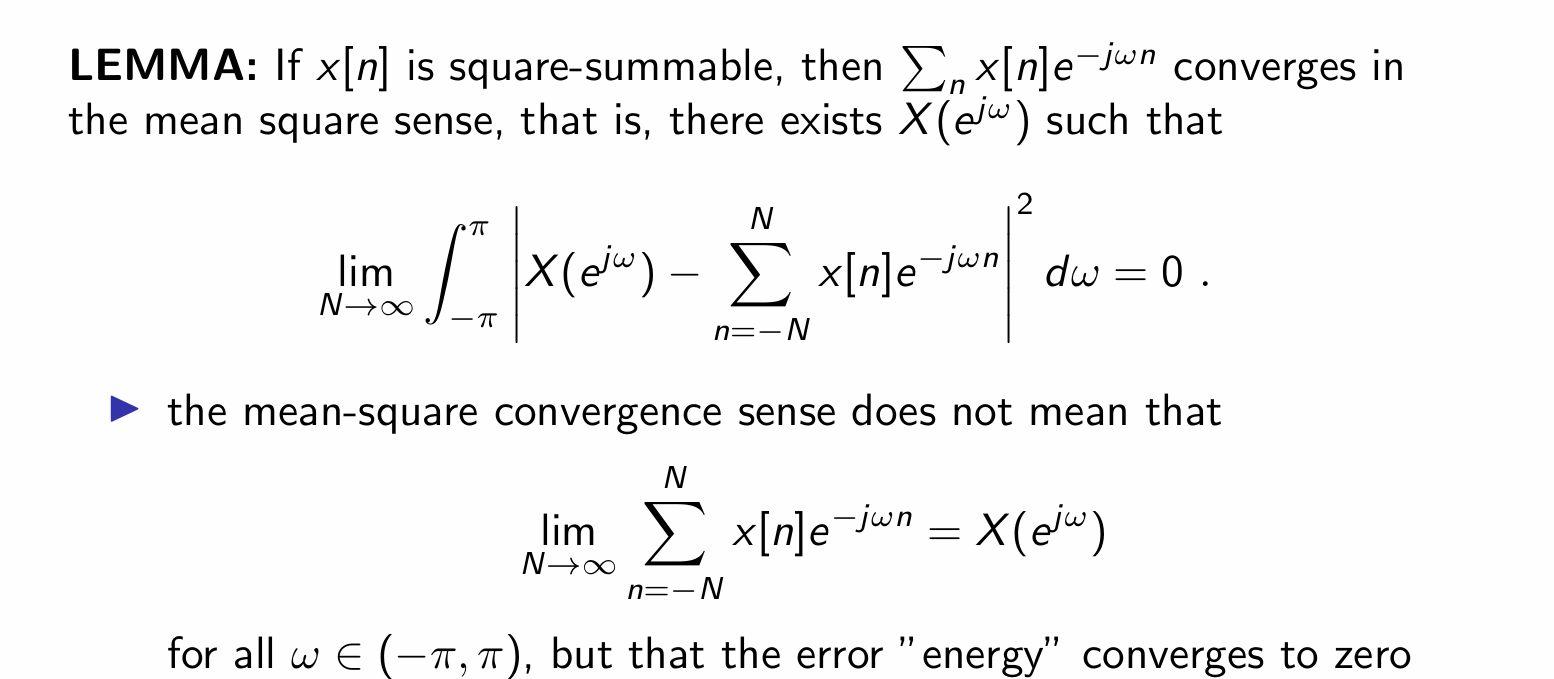 LEMMA: If x[n] is square-summable, then ∑ₙ x[n]e^{−jωn} converges in
the mean square sense, that is, there exists X(e^{jω}) such that
lim_{N→∞} ∫_{−π}^{π} |X(e^{jω}) − ∑_{n=−N}^{N} x[n]e^{−jωn}|² dω = 0 .
▶ the mean-square convergence sense does not mean that
lim_{N→∞} ∑_{n=−N}^{N} x[n]e^{−jωn} = X(e^{jω})
for all ω ∈ (−π, π), but that the error ”energy” converges to zero